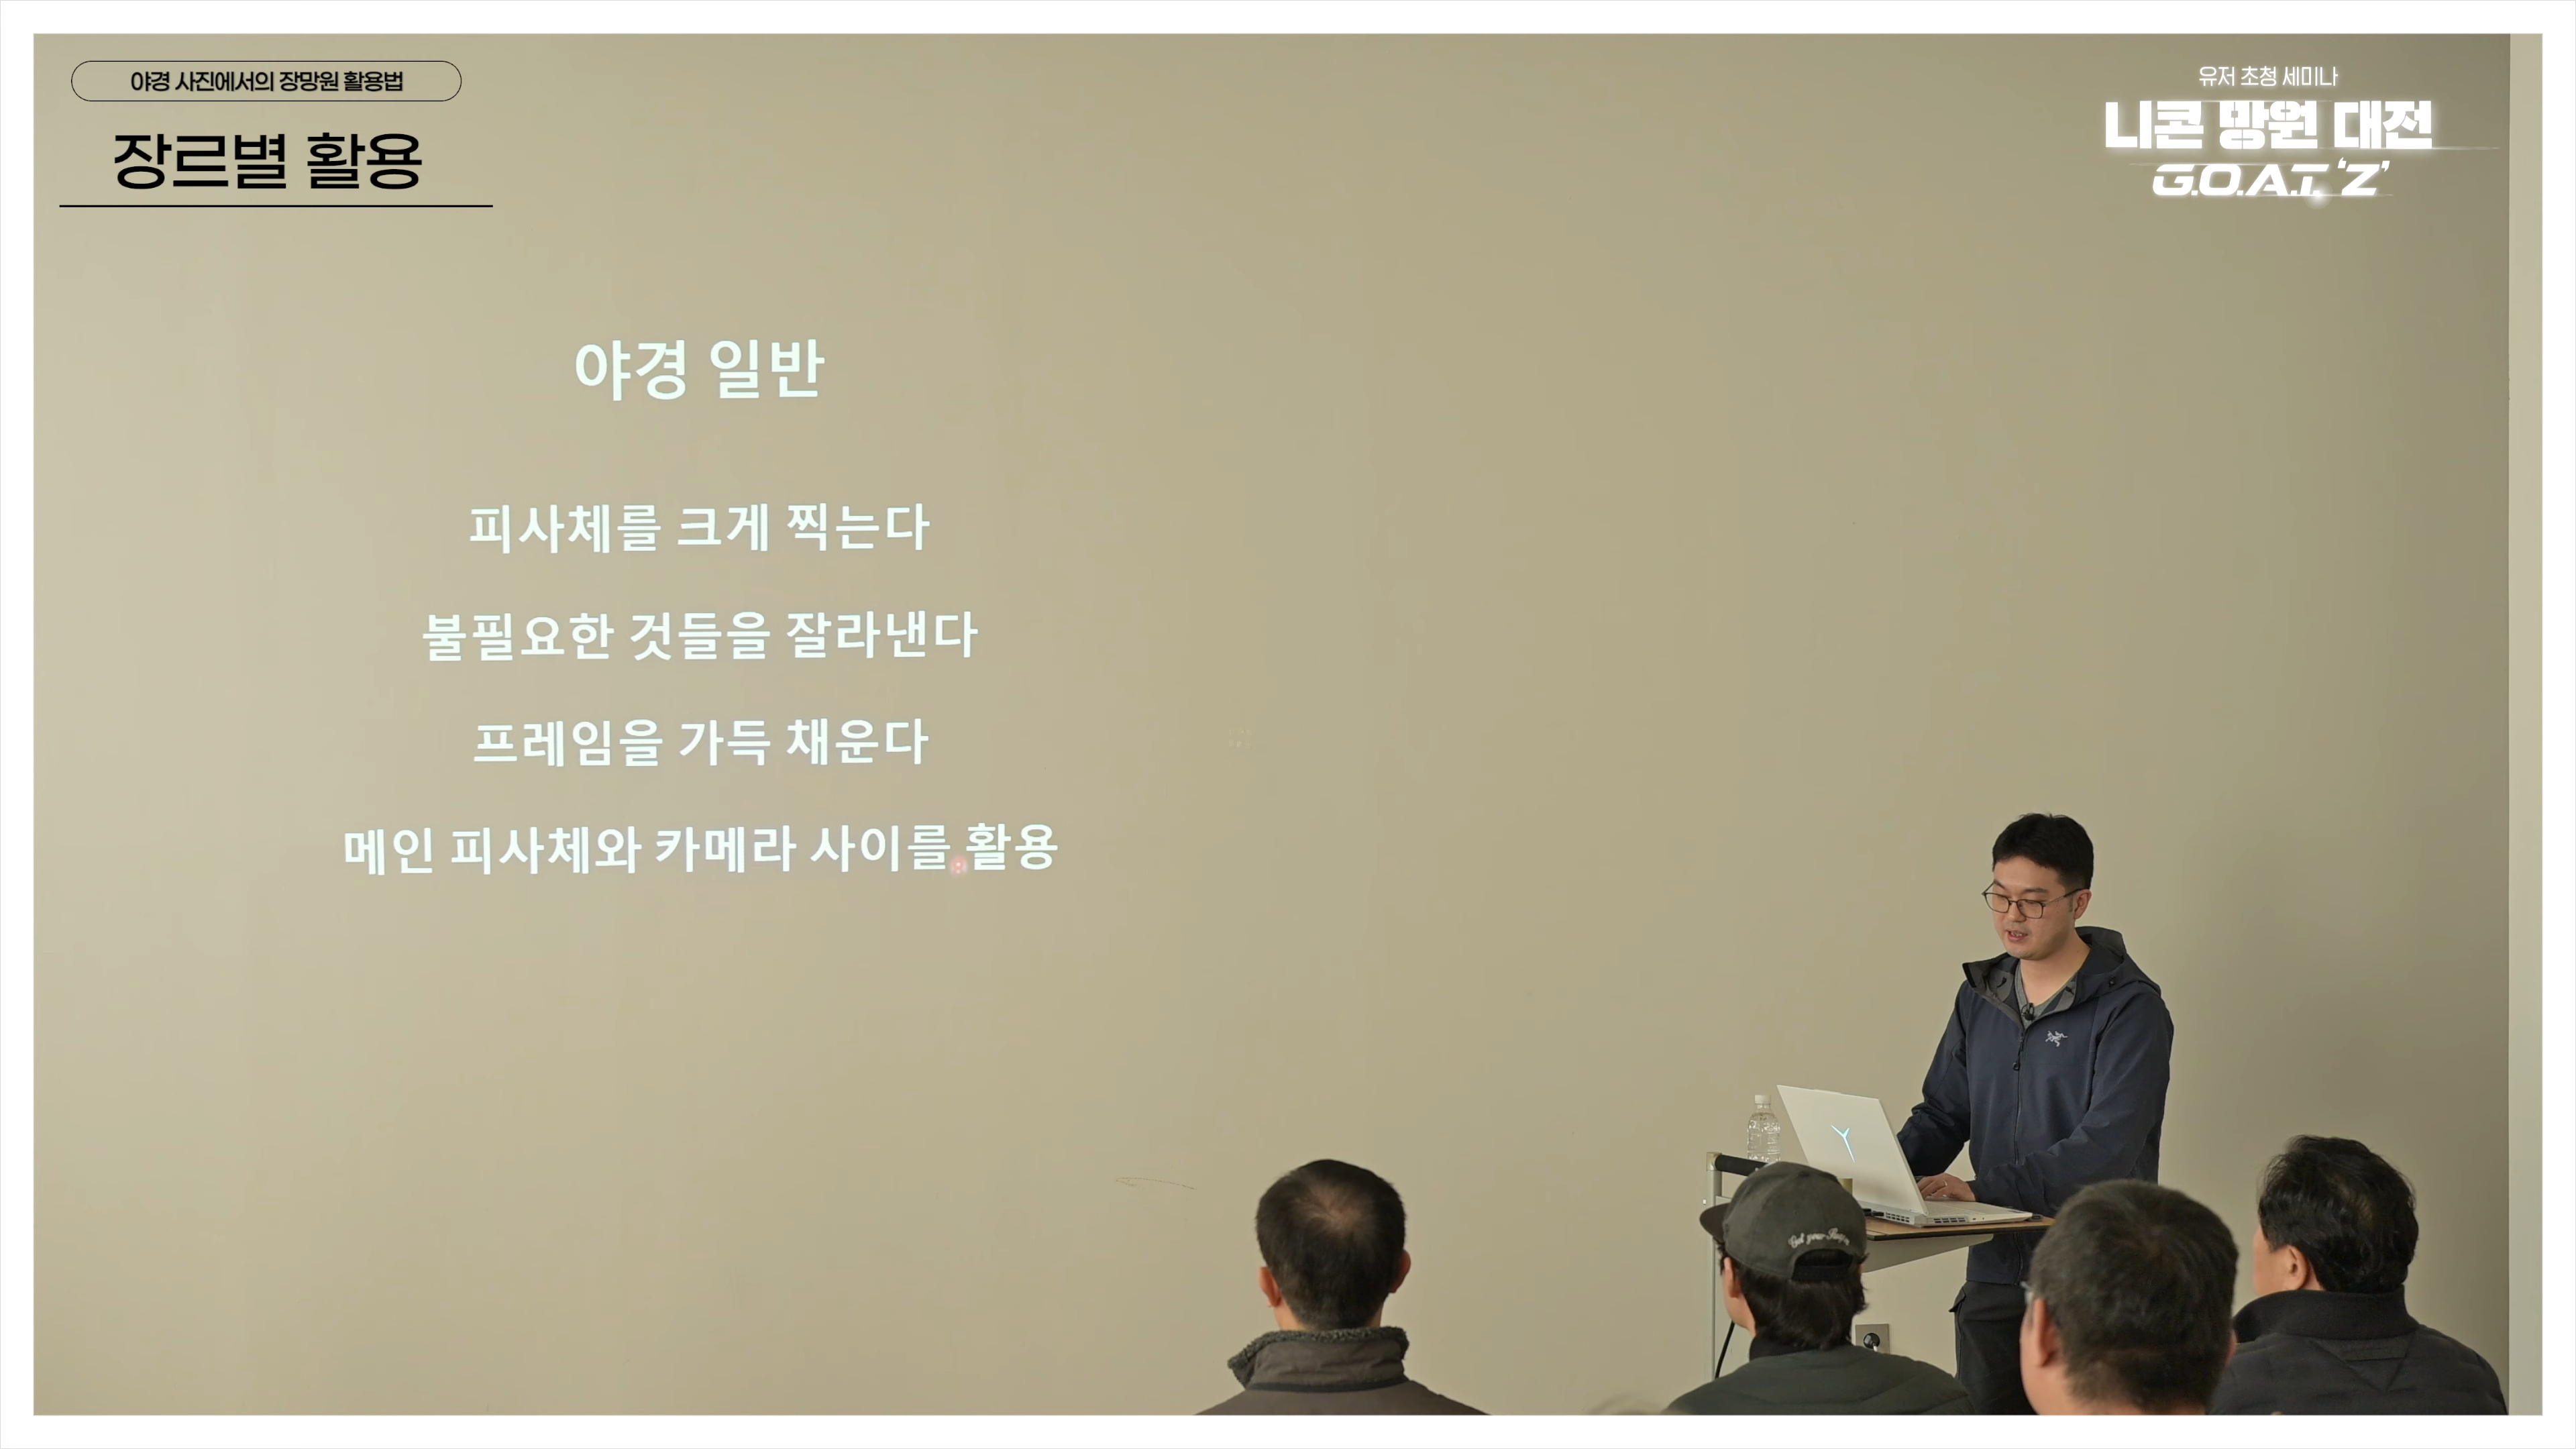 야경 사진에서의 장망원 활용법
장르별 활용
유저 초청 세미나
니콘 망원 대전
G.O.A.T. 'Z'
야경 일반
피사체를 크게 찍는다
불필요한 것들을 잘라낸다
프레임을 가득 채운다
메인 피사체와 카메라 사이를 활용